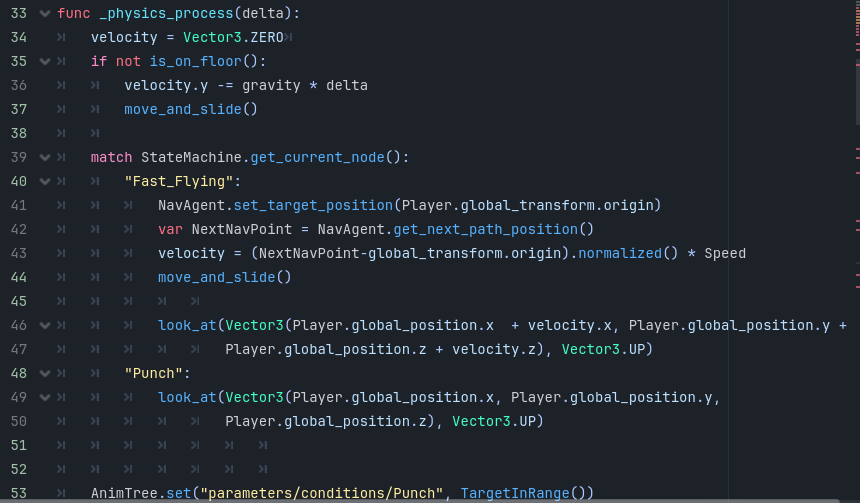 33 func _physics_process(delta):
34 velocity = Vector3.ZERO
35 if not is_on_floor():
36 velocity.y -= gravity * delta
37 move_and_slide()
38
39 match StateMachine.get_current_node():
40 "Fast_Flying":
41 NavAgent.set_target_position(Player.global_transform.origin)
42 var NextNavPoint = NavAgent.get_next_path_position()
43 velocity = (NextNavPoint-global_transform.origin).normalized() * Speed
44 move_and_slide()
45
46 look_at(Vector3(Player.global_position.x  + velocity.x, Player.global_position.y +
47 Player.global_position.z + velocity.z), Vector3.UP)
48 "Punch":
49 look_at(Vector3(Player.global_position.x, Player.global_position.y,
50 Player.global_position.z), Vector3.UP)
51
52
53 AnimTree.set("parameters/conditions/Punch", TargetInRange())